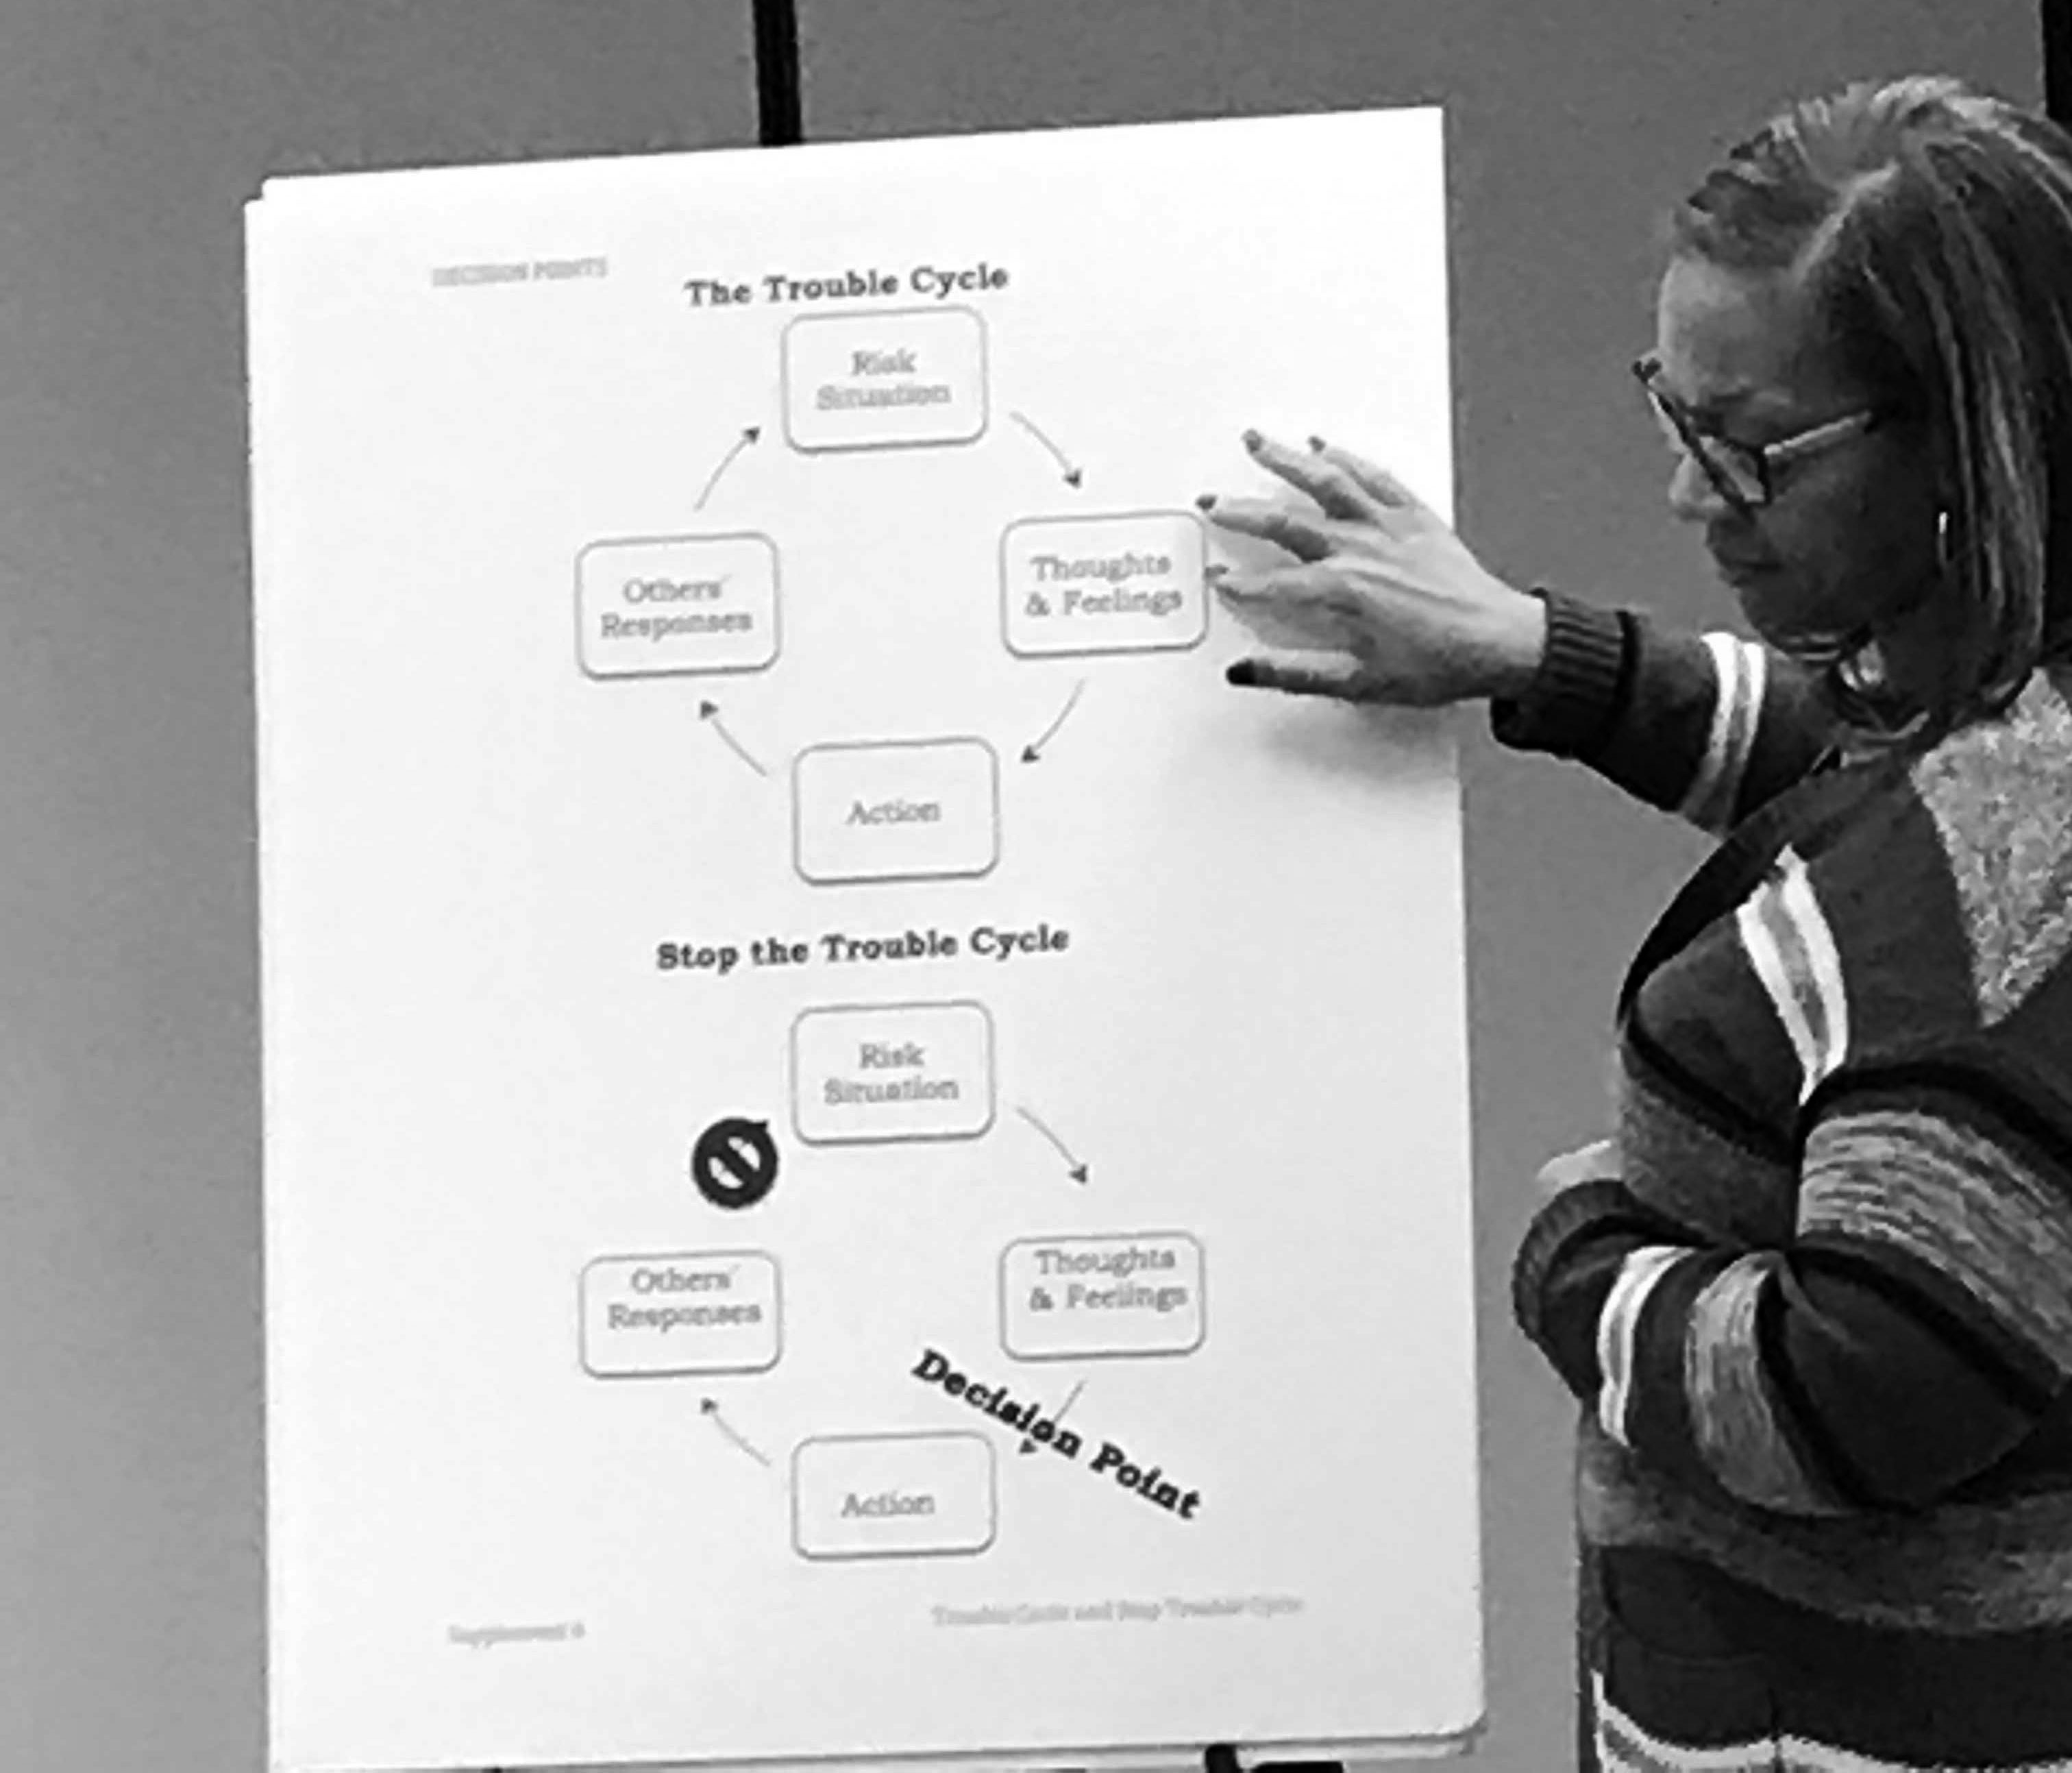 DECISION POINTS
The Trouble Cycle
Risk
Situation
Others'
Responses
Thoughts
& Feelings
Action
Stop the Trouble Cycle
Risk
Situation
Others'
Responses
Thoughts
& Feelings
Decision Point
Action
Supplement
Trouble Cycle and Stop Trouble Cycle